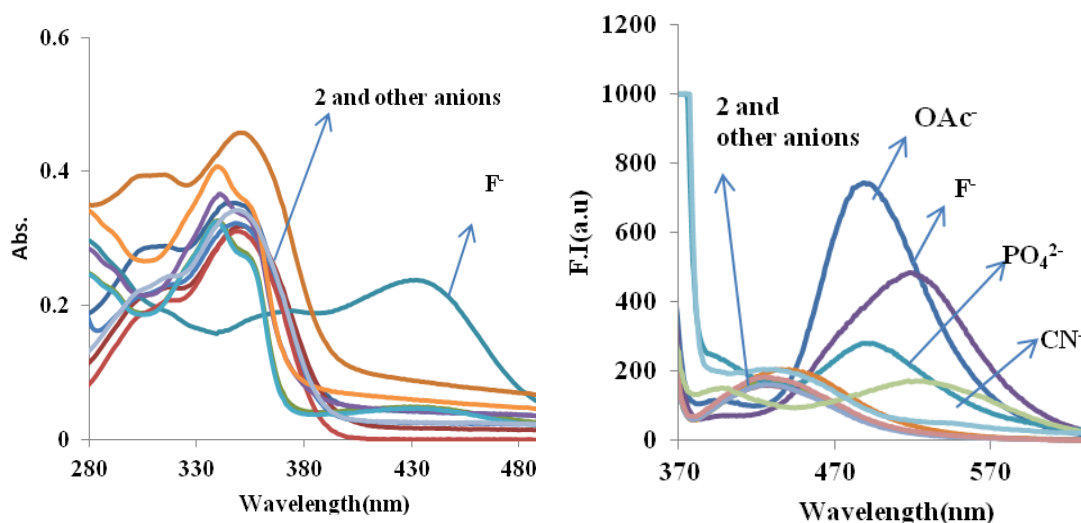 0.6
0.4
0.2
0
Abs.
280
330
380
430
480
Wavelength(nm)
2 and other anions
F-
1200
1000
800
600
400
200
0
F.I(a.u)
370
470
570
Wavelength(nm)
2 and
other anions
OAc-
F-
PO₄²⁻
CN-